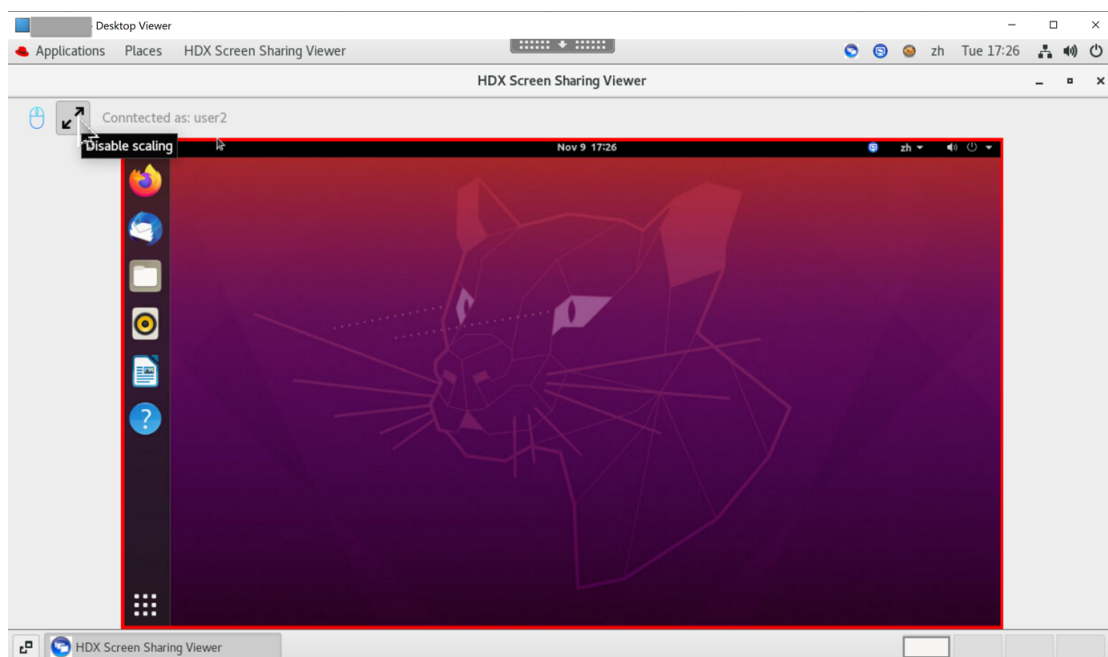 - Desktop Viewer
Applications Places HDX Screen Sharing Viewer zh Tue 17:26
HDX Screen Sharing Viewer
Conntected as: user2
Disable scaling
Nov 9 17:26 zh
?
HDX Screen Sharing Viewer